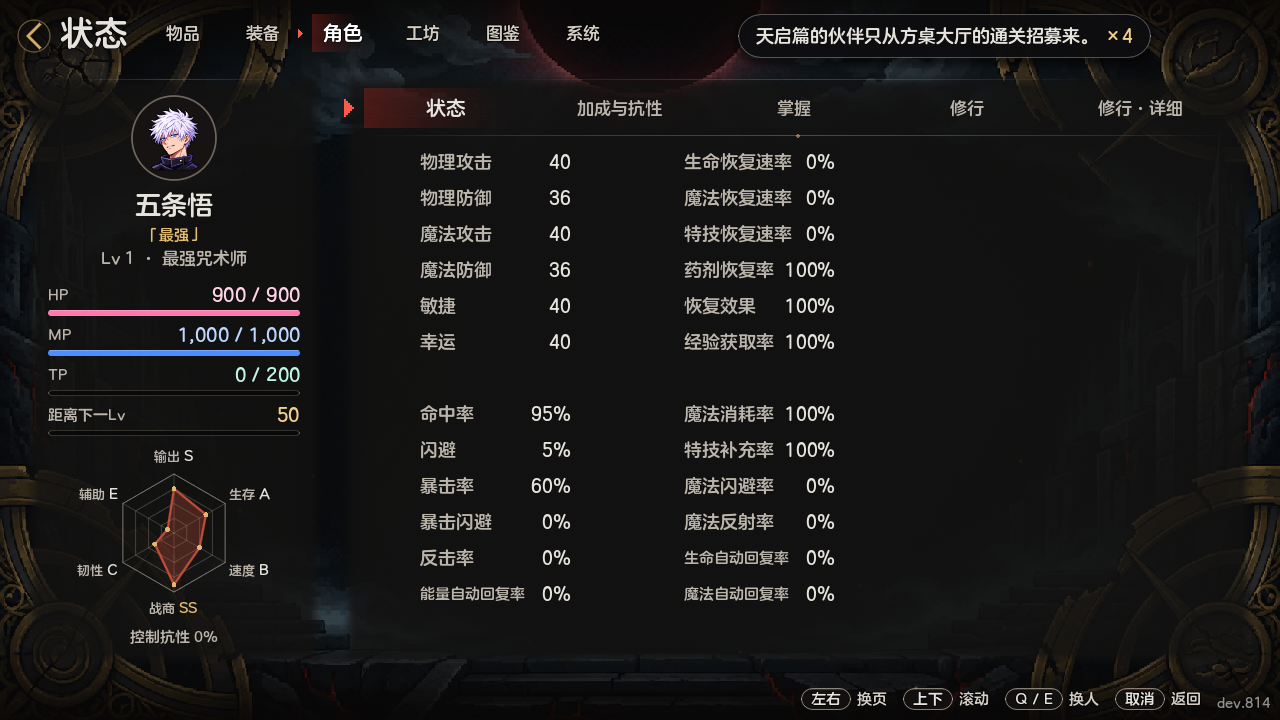 状态 物品 装备 角色 工坊 图鉴 系统
天启篇的伙伴只从方桌大厅的通关招募来。 ×4
状态 加成与抗性 掌握 修行 修行·详细
五条悟
「最强」
Lv 1 · 最强咒术师
HP 900 / 900
MP 1,000 / 1,000
TP 0 / 200
距离下一Lv 50
输出 S
辅助 E 生存 A
韧性 C 速度 B
战商 SS
控制抗性 0%
物理攻击 40 生命恢复速率 0%
物理防御 36 魔法恢复速率 0%
魔法攻击 40 特技恢复速率 0%
魔法防御 36 药剂恢复率 100%
敏捷 40 恢复效果 100%
幸运 40 经验获取率 100%
命中率 95% 魔法消耗率 100%
闪避 5% 特技补充率 100%
暴击率 60% 魔法闪避率 0%
暴击闪避 0% 魔法反射率 0%
反击率 0% 生命自动回复率 0%
能量自动回复率 0% 魔法自动回复率 0%
左右 换页 上下 滚动 Q / E 换人 取消 返回 dev.814